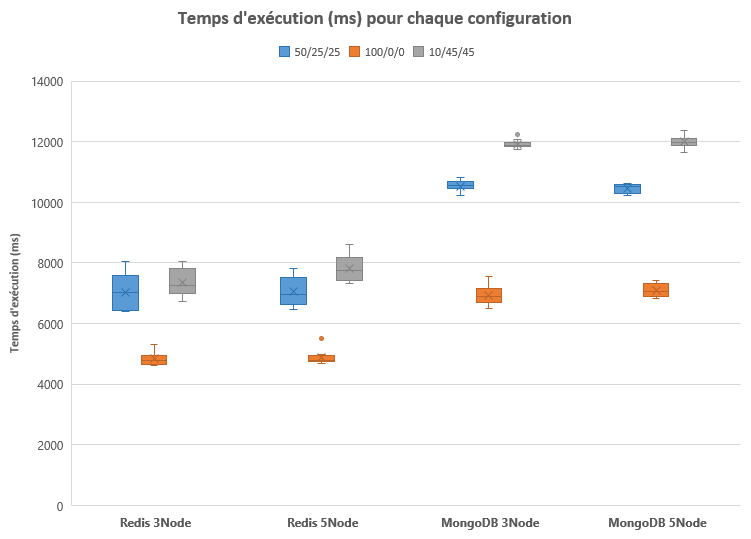 Temps d'exécution (ms) pour chaque configuration
50/25/25 100/0/0 10/45/45
14000
12000
10000
8000
6000
4000
2000
0
Temps d'exécution (ms)
Redis 3Node Redis 5Node MongoDB 3Node MongoDB 5Node